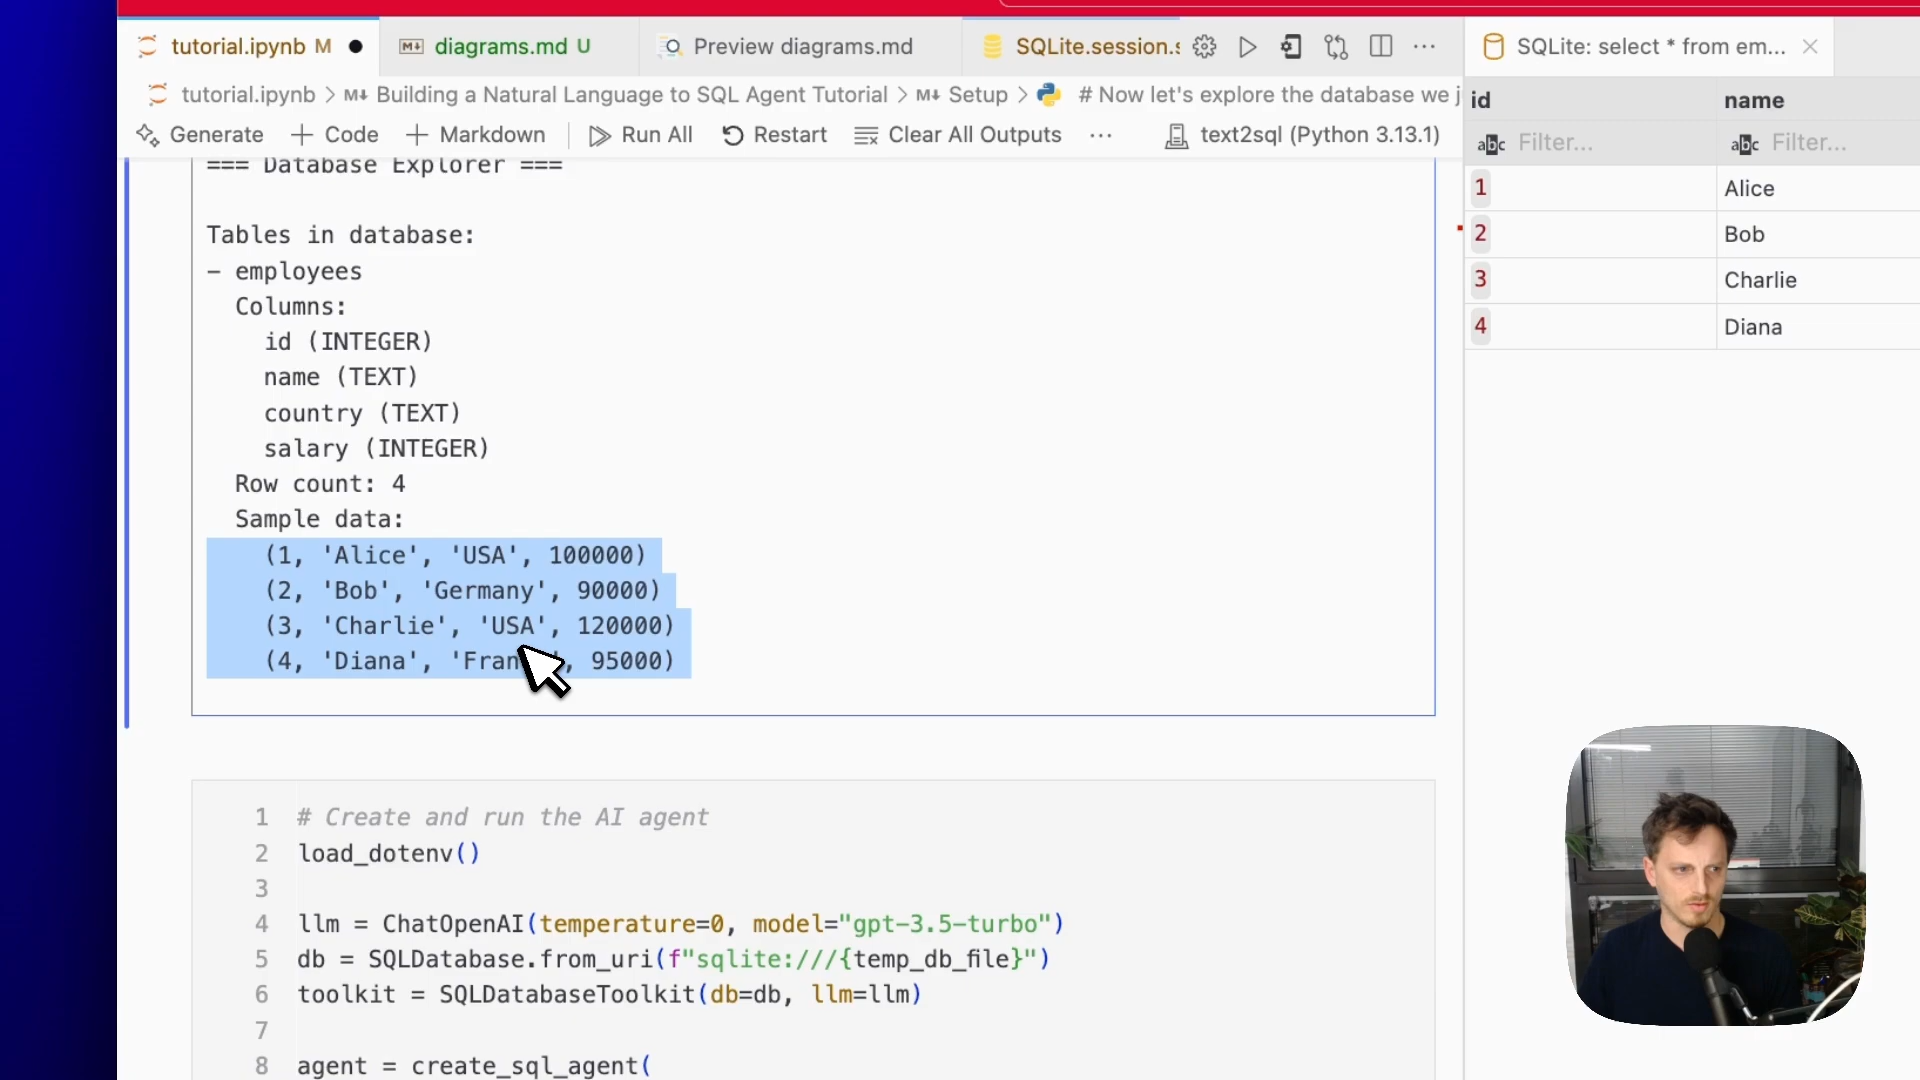 tutorial.ipynb M
diagrams.md U
Preview diagrams.md
SQLite.session.s
SQLite: select * from em...
tutorial.ipynb > M↓ Building a Natural Language to SQL Agent Tutorial > M↓ Setup > # Now let's explore the database we j
Generate + Code + Markdown Run All Restart Clear All Outputs ... text2sql (Python 3.13.1)
=== Database Explorer ===
Tables in database:
- employees
Columns:
id (INTEGER)
name (TEXT)
country (TEXT)
salary (INTEGER)
Row count: 4
Sample data:
(1, 'Alice', 'USA', 100000)
(2, 'Bob', 'Germany', 90000)
(3, 'Charlie', 'USA', 120000)
(4, 'Diana', 95000)
1 # Create and run the AI agent
2 load_dotenv()
3
4 llm = ChatOpenAI(temperature=0, model="gpt-3.5-turbo")
5 db = SQLDatabase.from_uri(f"sqlite:///{temp_db_file}")
6 toolkit = SQLDatabaseToolkit(db=db, llm=llm)
7
8 agent = create_sql_agent(
id name
abc Filter... abc Filter...
1 Alice
2 Bob
3 Charlie
4 Diana